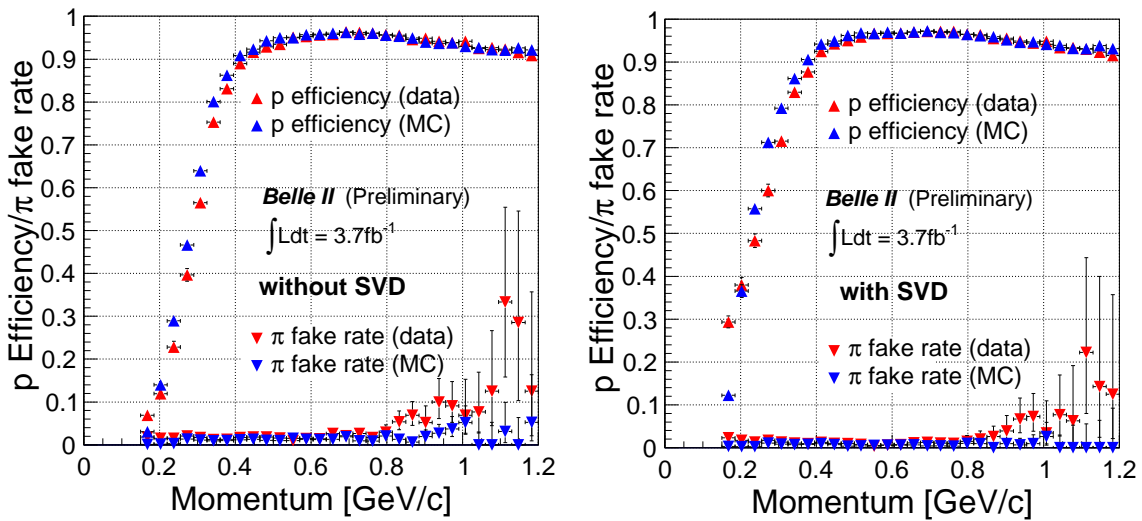 p Efficiency/π fake rate
1
0.9
0.8
0.7
0.6
0.5
0.4
0.3
0.2
0.1
0
p efficiency (data)
p efficiency (MC)
Belle II (Preliminary)
∫Ldt = 3.7fb⁻¹
without SVD
π fake rate (data)
π fake rate (MC)
0 0.2 0.4 0.6 0.8 1 1.2
Momentum [GeV/c]
p Efficiency/π fake rate
1
0.9
0.8
0.7
0.6
0.5
0.4
0.3
0.2
0.1
0
p efficiency (data)
p efficiency (MC)
Belle II (Preliminary)
∫Ldt = 3.7fb⁻¹
with SVD
π fake rate (data)
π fake rate (MC)
0 0.2 0.4 0.6 0.8 1 1.2
Momentum [GeV/c]